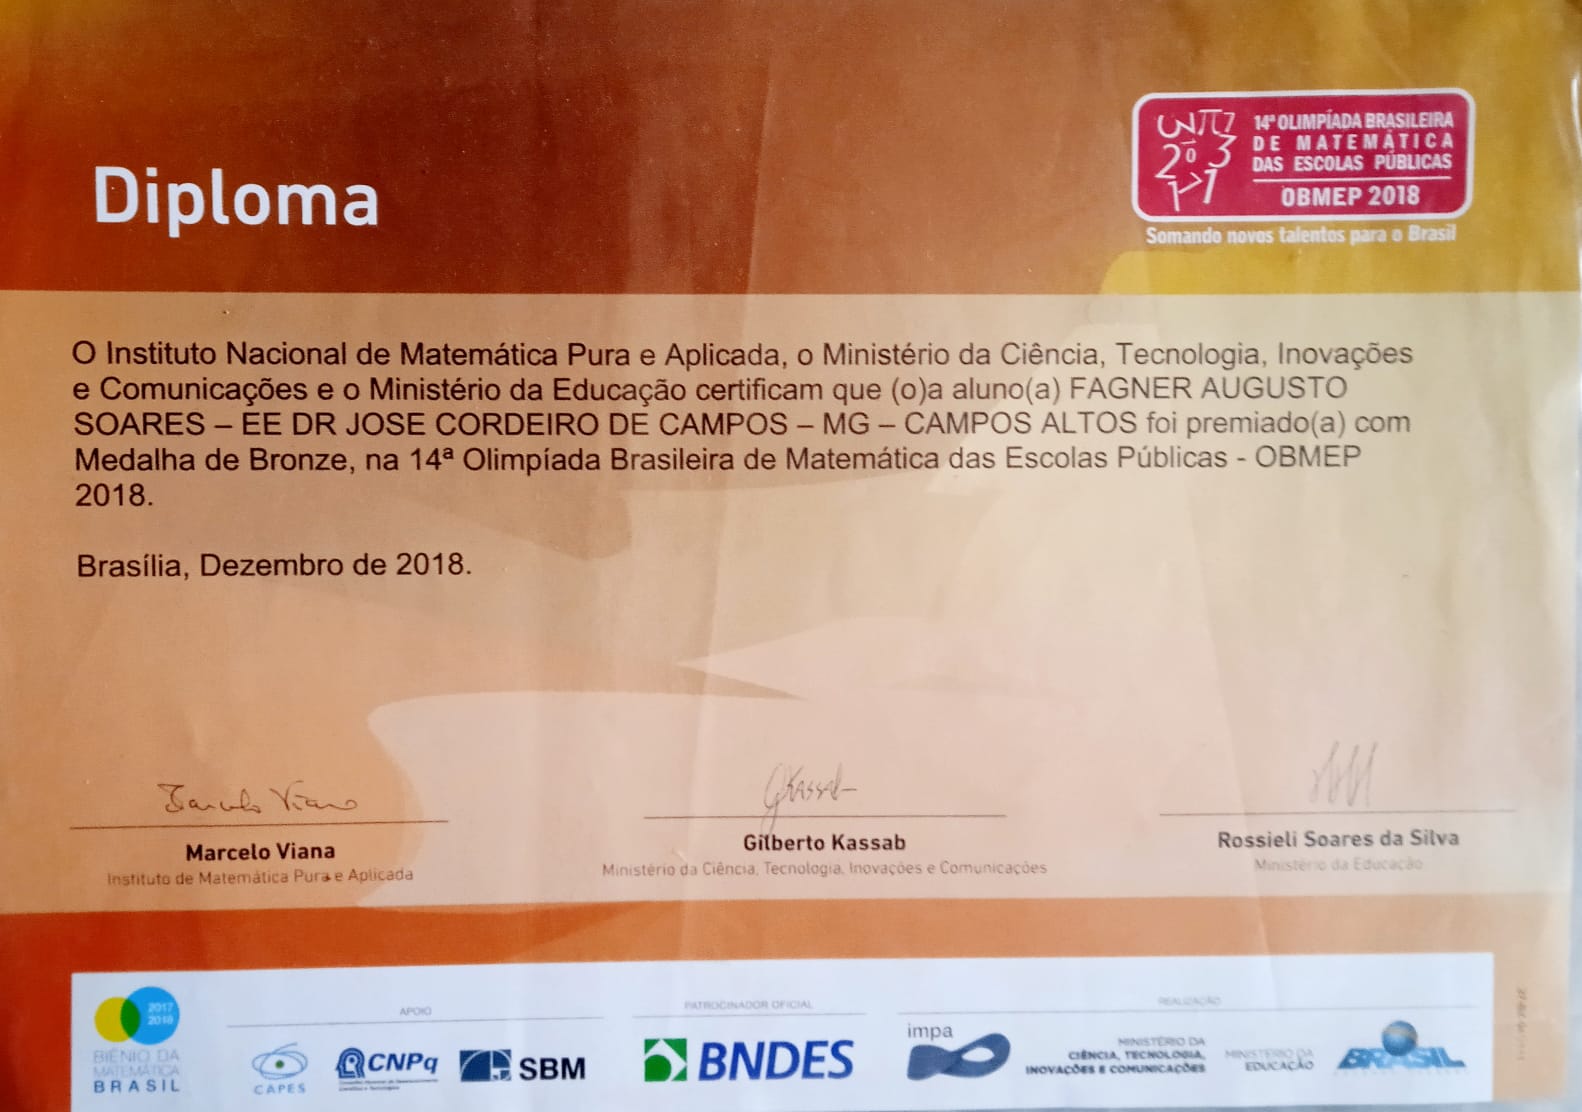 Diploma
14ª OLIMPÍADA BRASILEIRA
DE MATEMÁTICA
DAS ESCOLAS PÚBLICAS
OBMEP 2018
Somando novos talentos para o Brasil
O Instituto Nacional de Matemática Pura e Aplicada, o Ministério da Ciência, Tecnologia, Inovações
e Comunicações e o Ministério da Educação certificam que (o)a aluno(a) FAGNER AUGUSTO
SOARES – EE DR JOSE CORDEIRO DE CAMPOS – MG – CAMPOS ALTOS foi premiado(a) com
Medalha de Bronze, na 14ª Olimpíada Brasileira de Matemática das Escolas Públicas - OBMEP
2018.
Brasília, Dezembro de 2018.
Marcelo Viana
GKassab
Marcelo Viana
Instituto de Matemática Pura e Aplicada
Gilberto Kassab
Ministério da Ciência, Tecnologia, Inovações e Comunicações
Rossieli Soares da Silva
Ministério da Educação
2017
2018
BIÊNIO DA
MATEMÁTICA
BRASIL
APOIO
CAPES
CNPq
SBM
PATROCINADOR OFICIAL
BNDES
REALIZAÇÃO
impa
MINISTÉRIO DA
CIÊNCIA, TECNOLOGIA,
INOVAÇÕES E COMUNICAÇÕES
MINISTÉRIO DA
EDUCAÇÃO
BRASIL